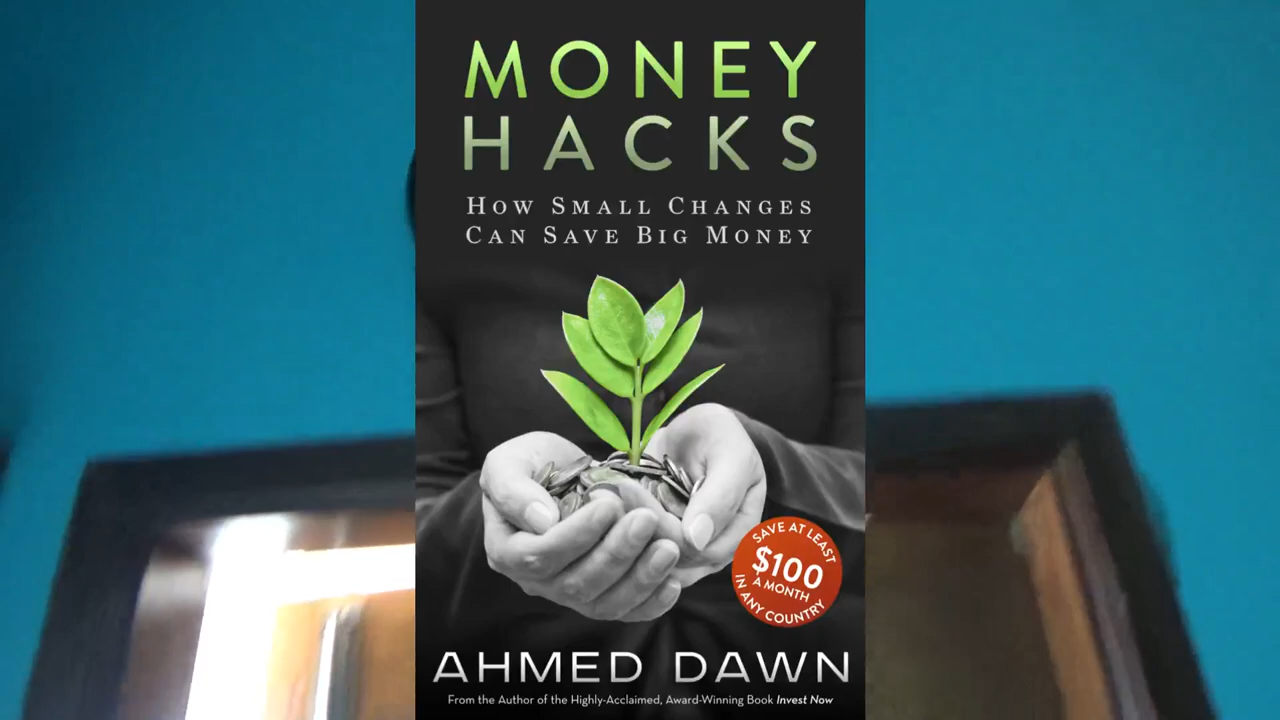 MONEY
HACKS
HOW SMALL CHANGES
CAN SAVE BIG MONEY
SAVE AT LEAST
$100
A MONTH
IN ANY COUNTRY
AHMED DAWN
From the Author of the Highly-Acclaimed, Award-Winning Book Invest Now